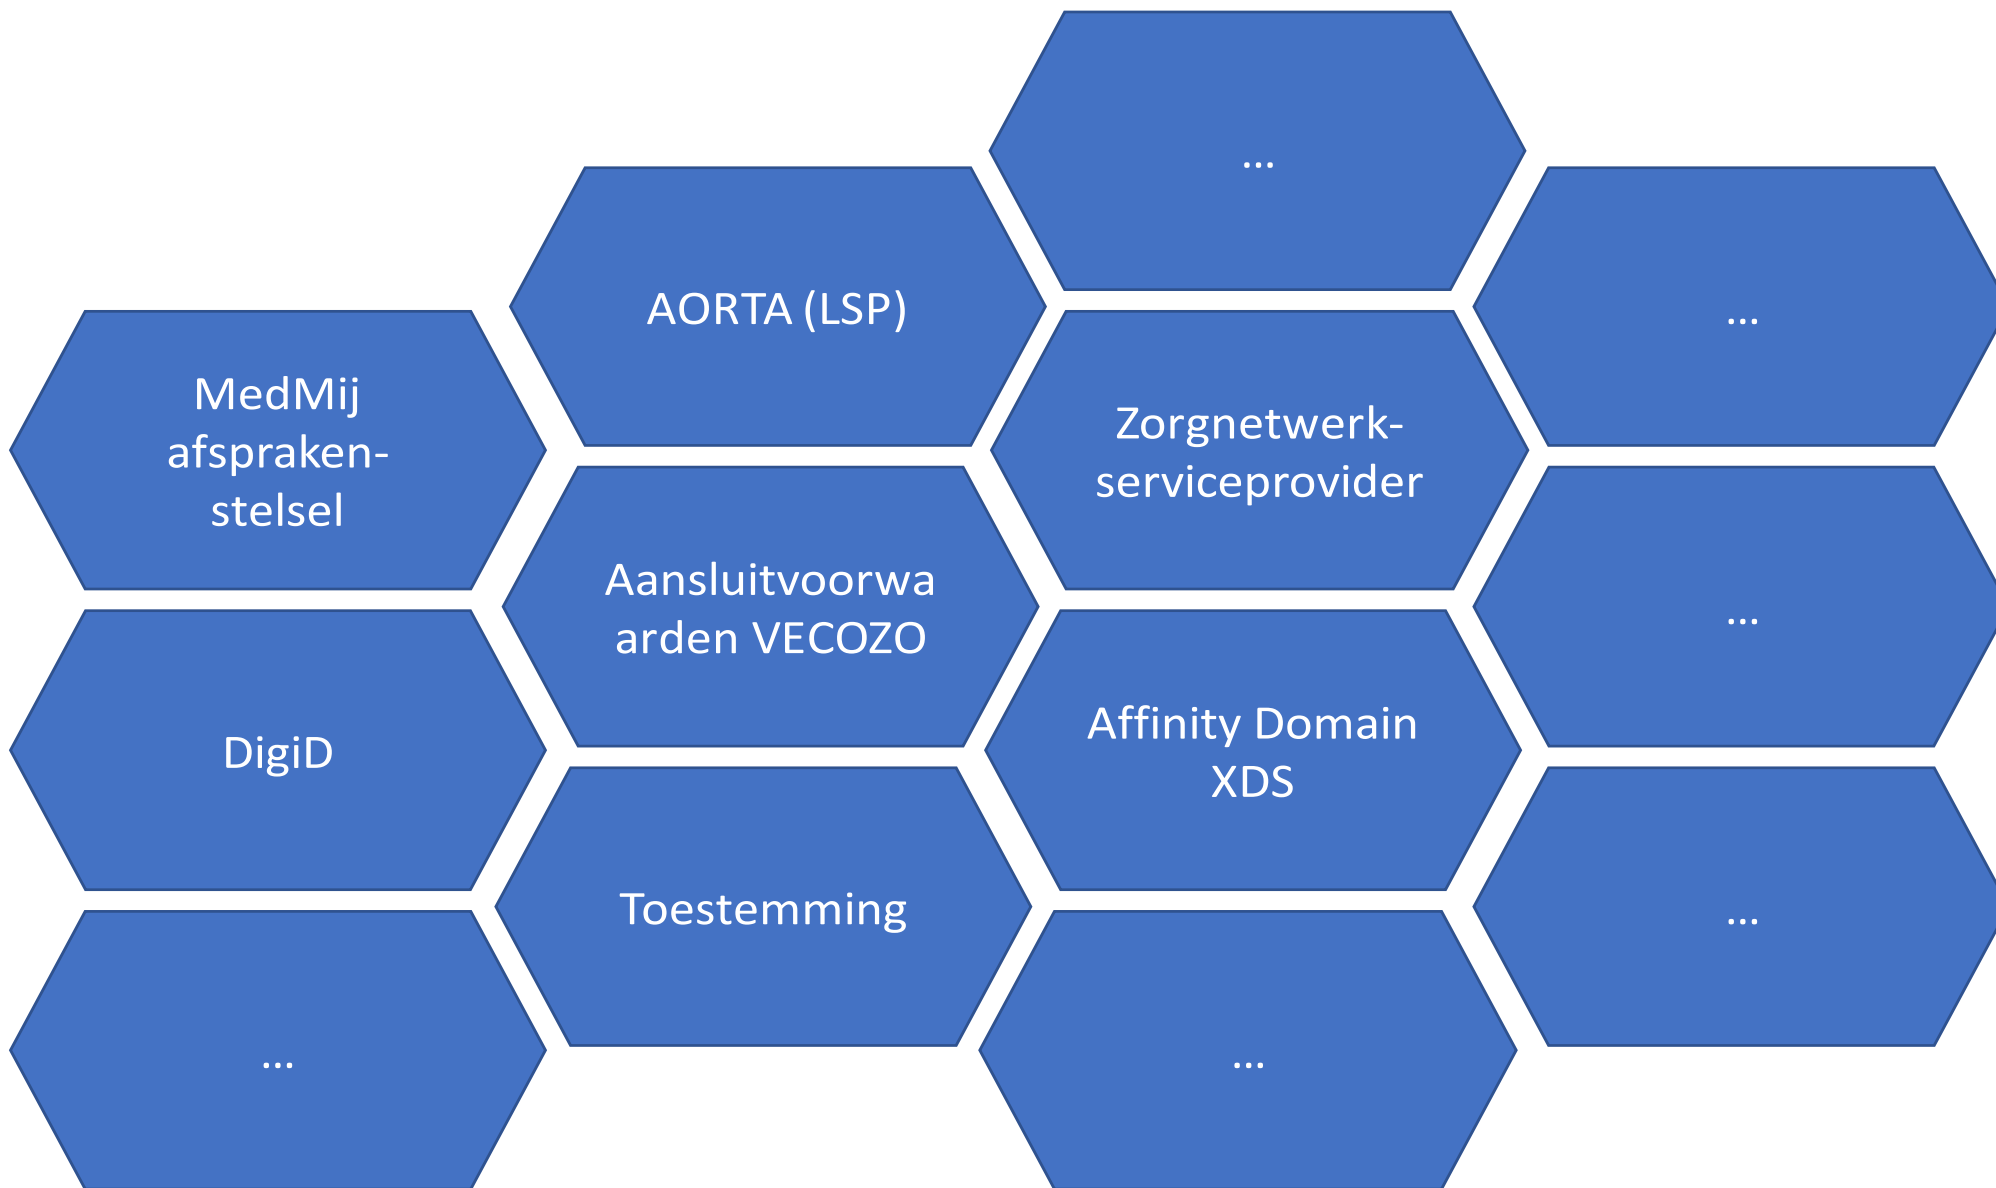 MedMij
afspraken-
stelsel
DigiD
...
AORTA (LSP)
Aansluitvoorwa
arden VECOZO
Toestemming
...
Zorgnetwerk-
serviceprovider
Affinity Domain
XDS
...
...
...
...